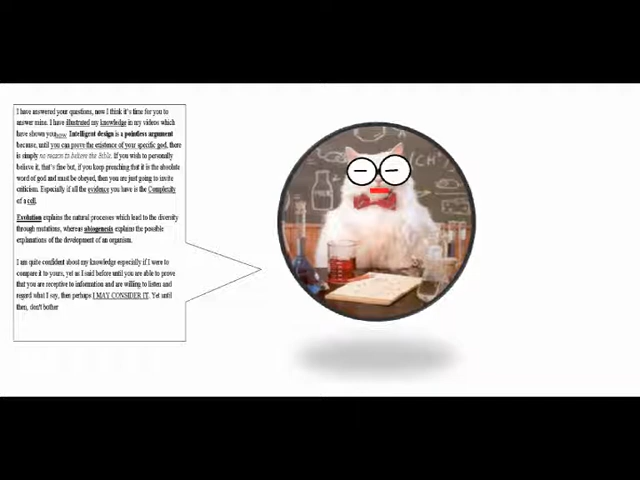 I have answered your questions, now I think it's time for you to
answer mine. I have illustrated my knowledge in my videos which
have shown you how Intelligent design is a pointless argument
because, until you can prove the existence of your specific god, there
is simply no reason to believe the Bible. If you wish to personally
believe it, that's fine but, if you keep preaching that it is the absolute
word of god and must be obeyed, then you are just going to invite
criticism. Especially if all the evidence you have is the Complexity
of a cell.
Evolution explains the natural processes which lead to the diversity
through mutations, whereas abiogenesis explains the possible
explanations of the development of an organism.
I am quite confident about my knowledge especially if I were to
compare it to yours, yet as I said before until you are able to prove
that you are receptive to information and are willing to listen and
regard what I say, then perhaps I MAY CONSIDER IT. Yet until
then, don't bother